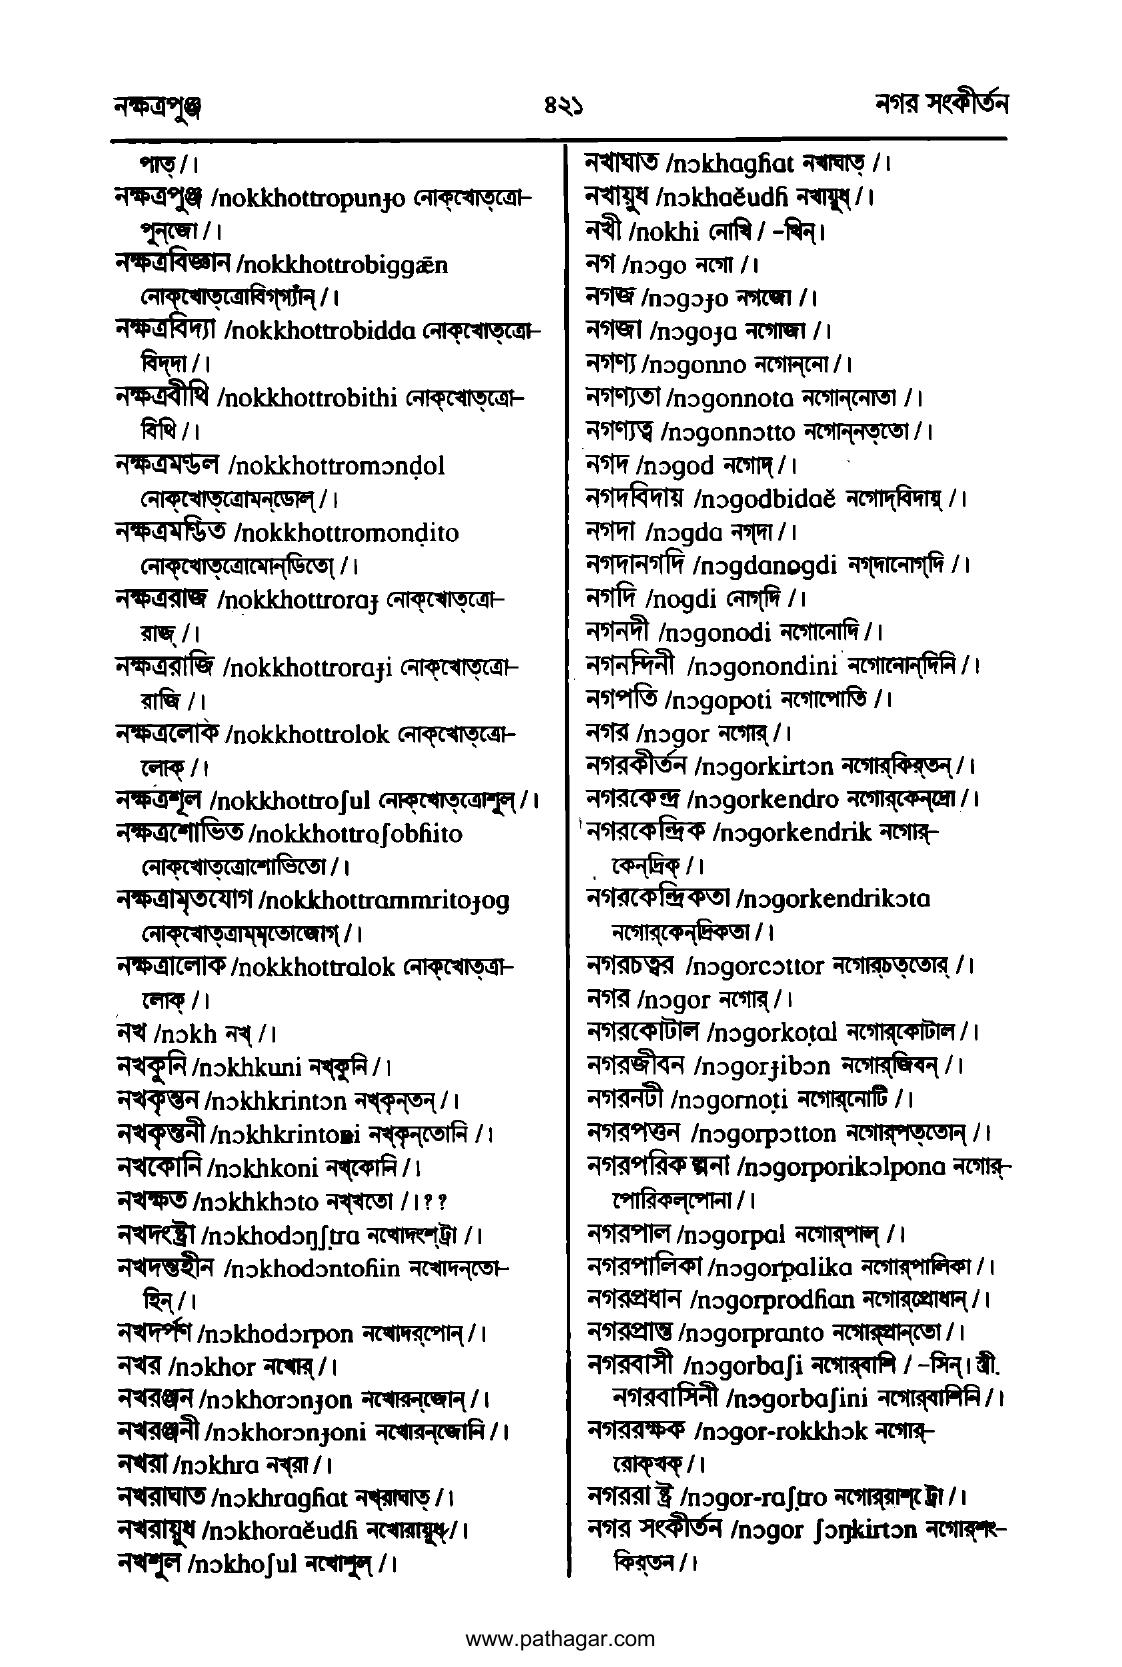 নক্ষত্রপুঞ্জ ৪২১ নগর সংকীর্তন
পাত্ / ।
নক্ষত্রপুঞ্জ /nokkhottropunɟo নোক্‌খোত্‌ত্রো–
পুন্‌জো / ।
নক্ষত্রবিজ্ঞান /nokkhottrobiggæ̃n
নোক্‌খোত্‌ত্রোবিগ্‌গ্যাঁন্ / ।
নক্ষত্রবিদ্যা /nokkhottrobidda নোক্‌খোত্‌ত্রো–
বিদ্‌দা / ।
নক্ষত্রবীথি /nokkhottrobithi নোক্‌খোত্‌ত্রো–
বিথি / ।
নক্ষত্রমণ্ডল /nokkhottromɔnḍol
নোক্‌খোত্‌ত্রোমন্‌ডোল্ / ।
নক্ষত্রমণ্ডিত /nokkhottromonḍito
নোক্‌খোত্‌ত্রোমোন্‌ডিতো / ।
নক্ষত্ররাজ /nokkhottroraɟ নোক্‌খোত্‌ত্রো–
রাজ্ / ।
নক্ষত্ররাজি /nokkhottroraɟi নোক্‌খোত্‌ত্রো–
রাজি / ।
নক্ষত্রলোক /nokkhottrolok নোক্‌খোত্‌ত্রো–
লোক্ / ।
নক্ষত্রশূল /nokkhottroʃul নোক্‌খোত্‌ত্রোশূল্ / ।
নক্ষত্রশোভিত /nokkhottroʃobɦito
নোক্‌খোত্‌ত্রোশোভিতো / ।
নক্ষত্রামৃতযোগ /nokkhottrammritoɟog
নোক্‌খোত্‌ত্রাম্‌মৃতোজোগ্ / ।
নক্ষত্রালোক /nokkhottralok নোক্‌খোত্‌ত্রা–
লোক্ / ।
নখ /nɔkh নখ্ / ।
নখকুনি /nɔkhkuni নখ্‌কুনি / ।
নখকৃন্তন /nɔkhkrintɔn নখ্‌কৃন্‌তন্ / ।
নখকৃন্তনী /nɔkhkrintoni নখ্‌কৃন্‌তোনি / ।
নখকোনি /nɔkhkoni নখ্‌কোনি / ।
নখক্ষত /nɔkhkhɔto নখ্‌খতো / । ? ?
নখদংষ্ট্রা /nɔkhodɔŋʃṭra নখোদংশ্‌ট্রা / ।
নখদন্তহীন /nɔkhodɔntoɦin নখোদন্‌তো–
হিন্ / ।
নখদর্পণ /nɔkhodɔrpon নখোদর্‌পোন্ / ।
নখর /nɔkhor নখোর্ / ।
নখরঞ্জন /nɔkhorɔnɟon নখোরন্‌জোন্ / ।
নখরঞ্জনী /nɔkhorɔnɟoni নখোরন্‌জোনি / ।
নখরা /nɔkhra নখ্‌রা / ।
নখরাঘাত /nɔkhragɦat নখ্‌রাঘাত্ / ।
নখরায়ুধ /nɔkhoraĕudɦ নখোরায়ুধ্ / ।
নখশূল /nɔkhoʃul নখোশূল্ / ।
নখাঘাত /nɔkhagɦat নখাঘাত্ / ।
নখায়ুধ /nɔkhaĕudɦ নখায়ুধ্ / ।
নখী /nokhi নোখি / –খিন্ ।
নগ /nɔgo নগো / ।
নগজ /nɔgɔɟo নগজো / ।
নগজা /nɔgoɟa নগোজা / ।
নগণ্য /nɔgonno নগোন্‌নো / ।
নগণ্যতা /nɔgonnota নগোন্‌নোতা / ।
নগণ্যত্ব /nɔgonnɔtto নগোন্‌নত্‌তো / ।
নগদ /nɔgod নগোদ্ / ।
নগদবিদায় /nɔgodbidaĕ নগোদ্‌বিদায়্ / ।
নগদা /nɔgda নগ্‌দা / ।
নগদানগদি /nɔgdanogdi নগ্‌দানোগ্‌দি / ।
নগদি /nogdi নোগ্‌দি / ।
নগনদী /nɔgonodi নগোনোদি / ।
নগনন্দিনী /nɔgonondini নগোনোন্‌দিনি / ।
নগপতি /nɔgopoti নগোপোতি / ।
নগর /nɔgor নগোর্ / ।
নগরকীর্তন /nɔgorkirtɔn নগোর্‌কির্‌তন্ / ।
নগরকেন্দ্র /nɔgorkendro নগোর্‌কেন্‌দ্রো / ।
নগরকেন্দ্রিক /nɔgorkendrik নগোর্–
কেন্‌দ্রিক্ / ।
নগরকেন্দ্রিকতা /nɔgorkendrikɔta
নগোর্‌কেন্‌দ্রিকতা / ।
নগরচত্বর /nɔgorcɔttor নগোর্‌চত্‌তোর্ / ।
নগর /nɔgor নগোর্ / ।
নগরকোটাল /nɔgorkoṭal নগোর্‌কোটাল / ।
নগরজীবন /nɔgorɟibɔn নগোর্‌জিবন্ / ।
নগরনটী /nɔgornoṭi নগোর্‌নোটি / ।
নগরপত্তন /nɔgorpɔtton নগোর্‌পত্‌তোন্ / ।
নগরপরিকল্পনা /nɔgorporikɔlpona নগোর্–
পোরিকল্‌পোনা / ।
নগরপাল /nɔgorpal নগোর্‌পাল্ / ।
নগরপালিকা /nɔgorpalika নগোর্‌পালিকা / ।
নগরপ্রধান /nɔgorprodɦan নগোর্‌প্রোধান্ / ।
নগরপ্রান্ত /nɔgorpranto নগোর্‌প্রান্‌তো / ।
নগরবাসী /nɔgorbaʃi নগোর্‌বাশি / –সিন্ । স্ত্রী.
নগরবাসিনী /nɔgorbaʃini নগোর্‌বাশিনি / ।
নগররক্ষক /nɔgor-rokkhɔk নগোর্–
রোক্‌খক্ / ।
নগররাষ্ট্র /nɔgor-raʃṭro নগোর্‌রাশ্‌ট্রো / ।
নগর সংকীর্তন /nɔgor ʃɔŋkirtɔn নগোর্‌শং–
কির্‌তন / ।
www.pathagar.com